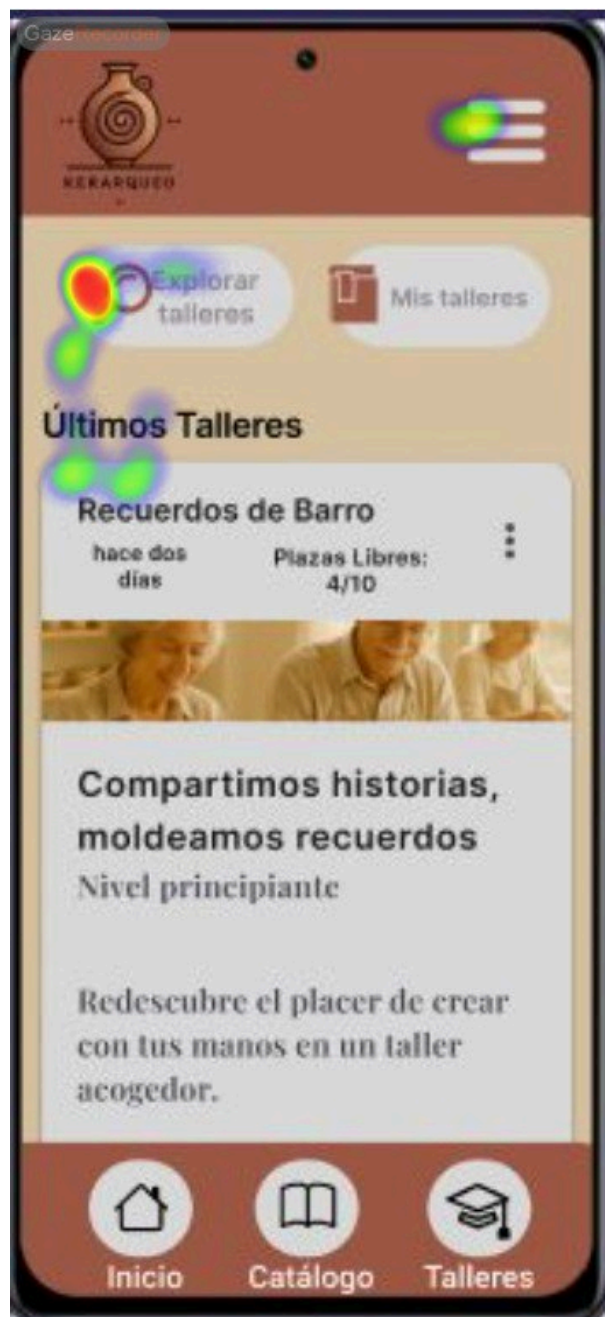 GazeRecorder
KERARQUEO
Explorar
talleres
Mis talleres
Últimos Talleres
Recuerdos de Barro
hace dos
días
Plazas Libres:
4/10
Compartimos historias,
moldeamos recuerdos
Nivel principiante
Redescubre el placer de crear
con tus manos en un taller
acogedor.
Inicio
Catálogo
Talleres